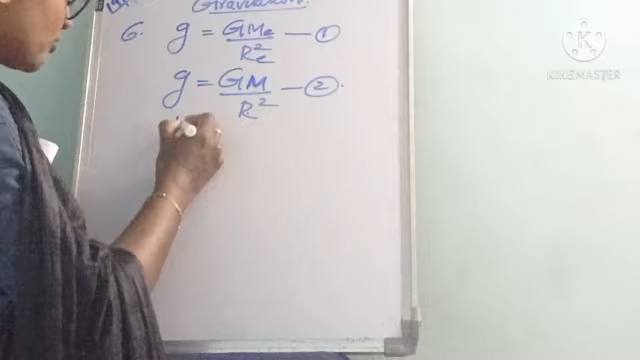 Gravitation.
6. g = GMe/Re² — ①
g = GM/R² — ②.
KINEMASTER